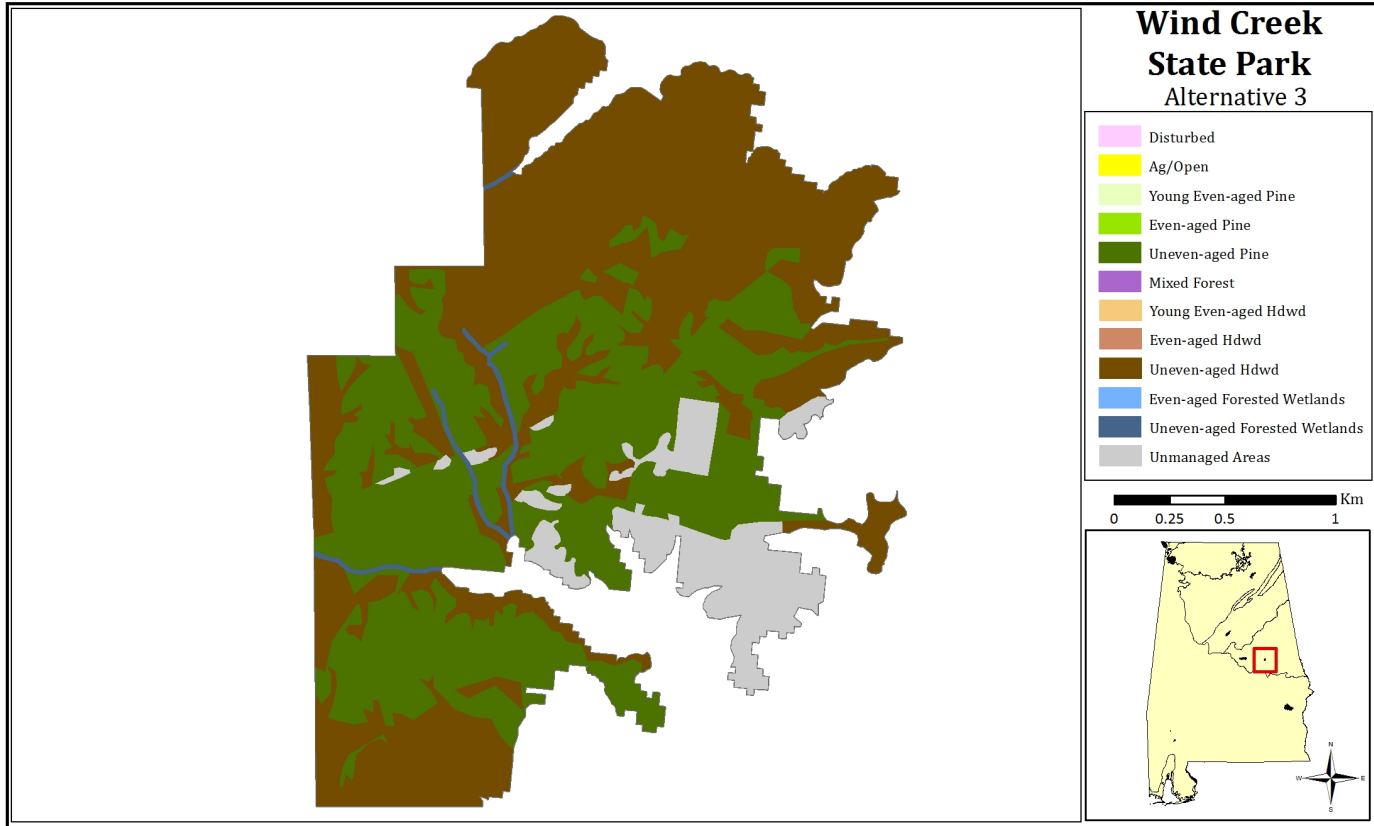 Wind Creek
State Park
Alternative 3
Disturbed
Ag/Open
Young Even-aged Pine
Even-aged Pine
Uneven-aged Pine
Mixed Forest
Young Even-aged Hdwd
Even-aged Hdwd
Uneven-aged Hdwd
Even-aged Forested Wetlands
Uneven-aged Forested Wetlands
Unmanaged Areas
Km
0 0.25 0.5 1
N
W E
S